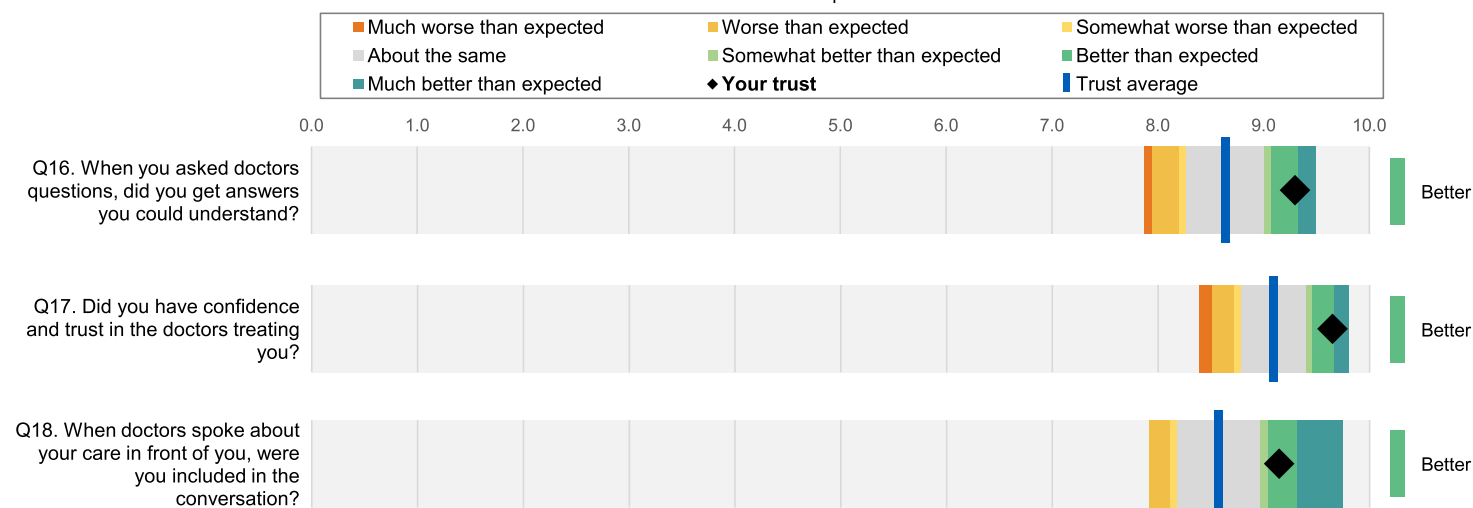 Much worse than expected
Worse than expected
Somewhat worse than expected
About the same
Somewhat better than expected
Better than expected
Much better than expected
Your trust
Trust average
0.0 1.0 2.0 3.0 4.0 5.0 6.0 7.0 8.0 9.0 10.0
Q16. When you asked doctors
questions, did you get answers
you could understand?
Better
Q17. Did you have confidence
and trust in the doctors treating
you?
Better
Q18. When doctors spoke about
your care in front of you, were
you included in the
conversation?
Better